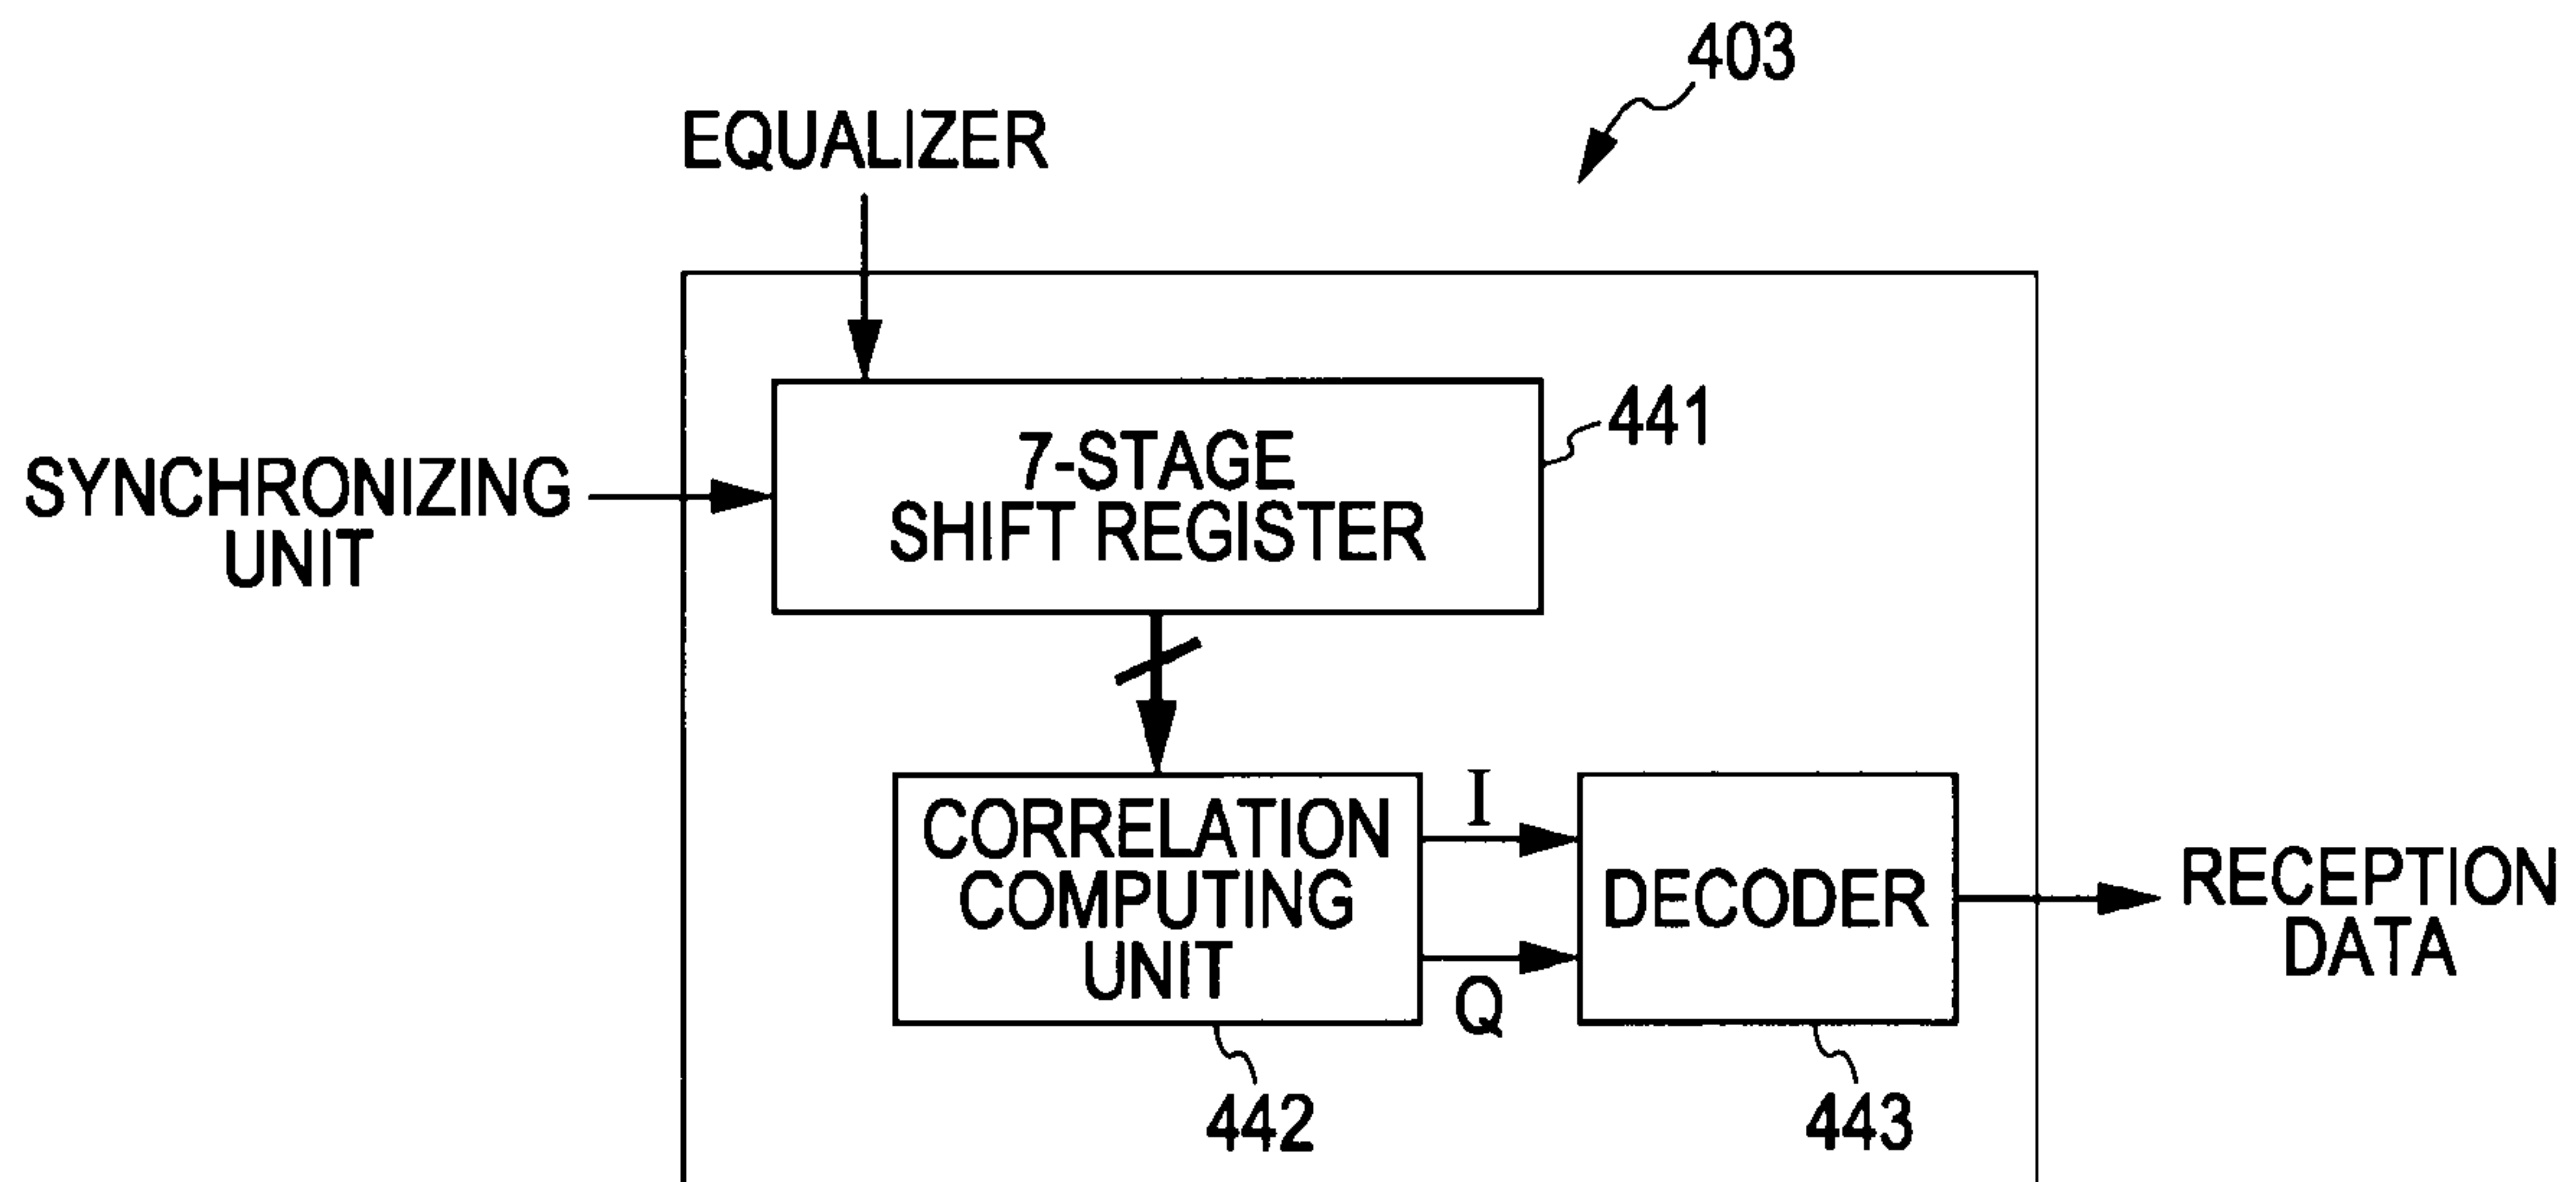 403
EQUALIZER
441
7-STAGE
SHIFT REGISTER
SYNCHRONIZING
UNIT
I
CORRELATION
COMPUTING
UNIT
DECODER
RECEPTION
DATA
Q
442
443